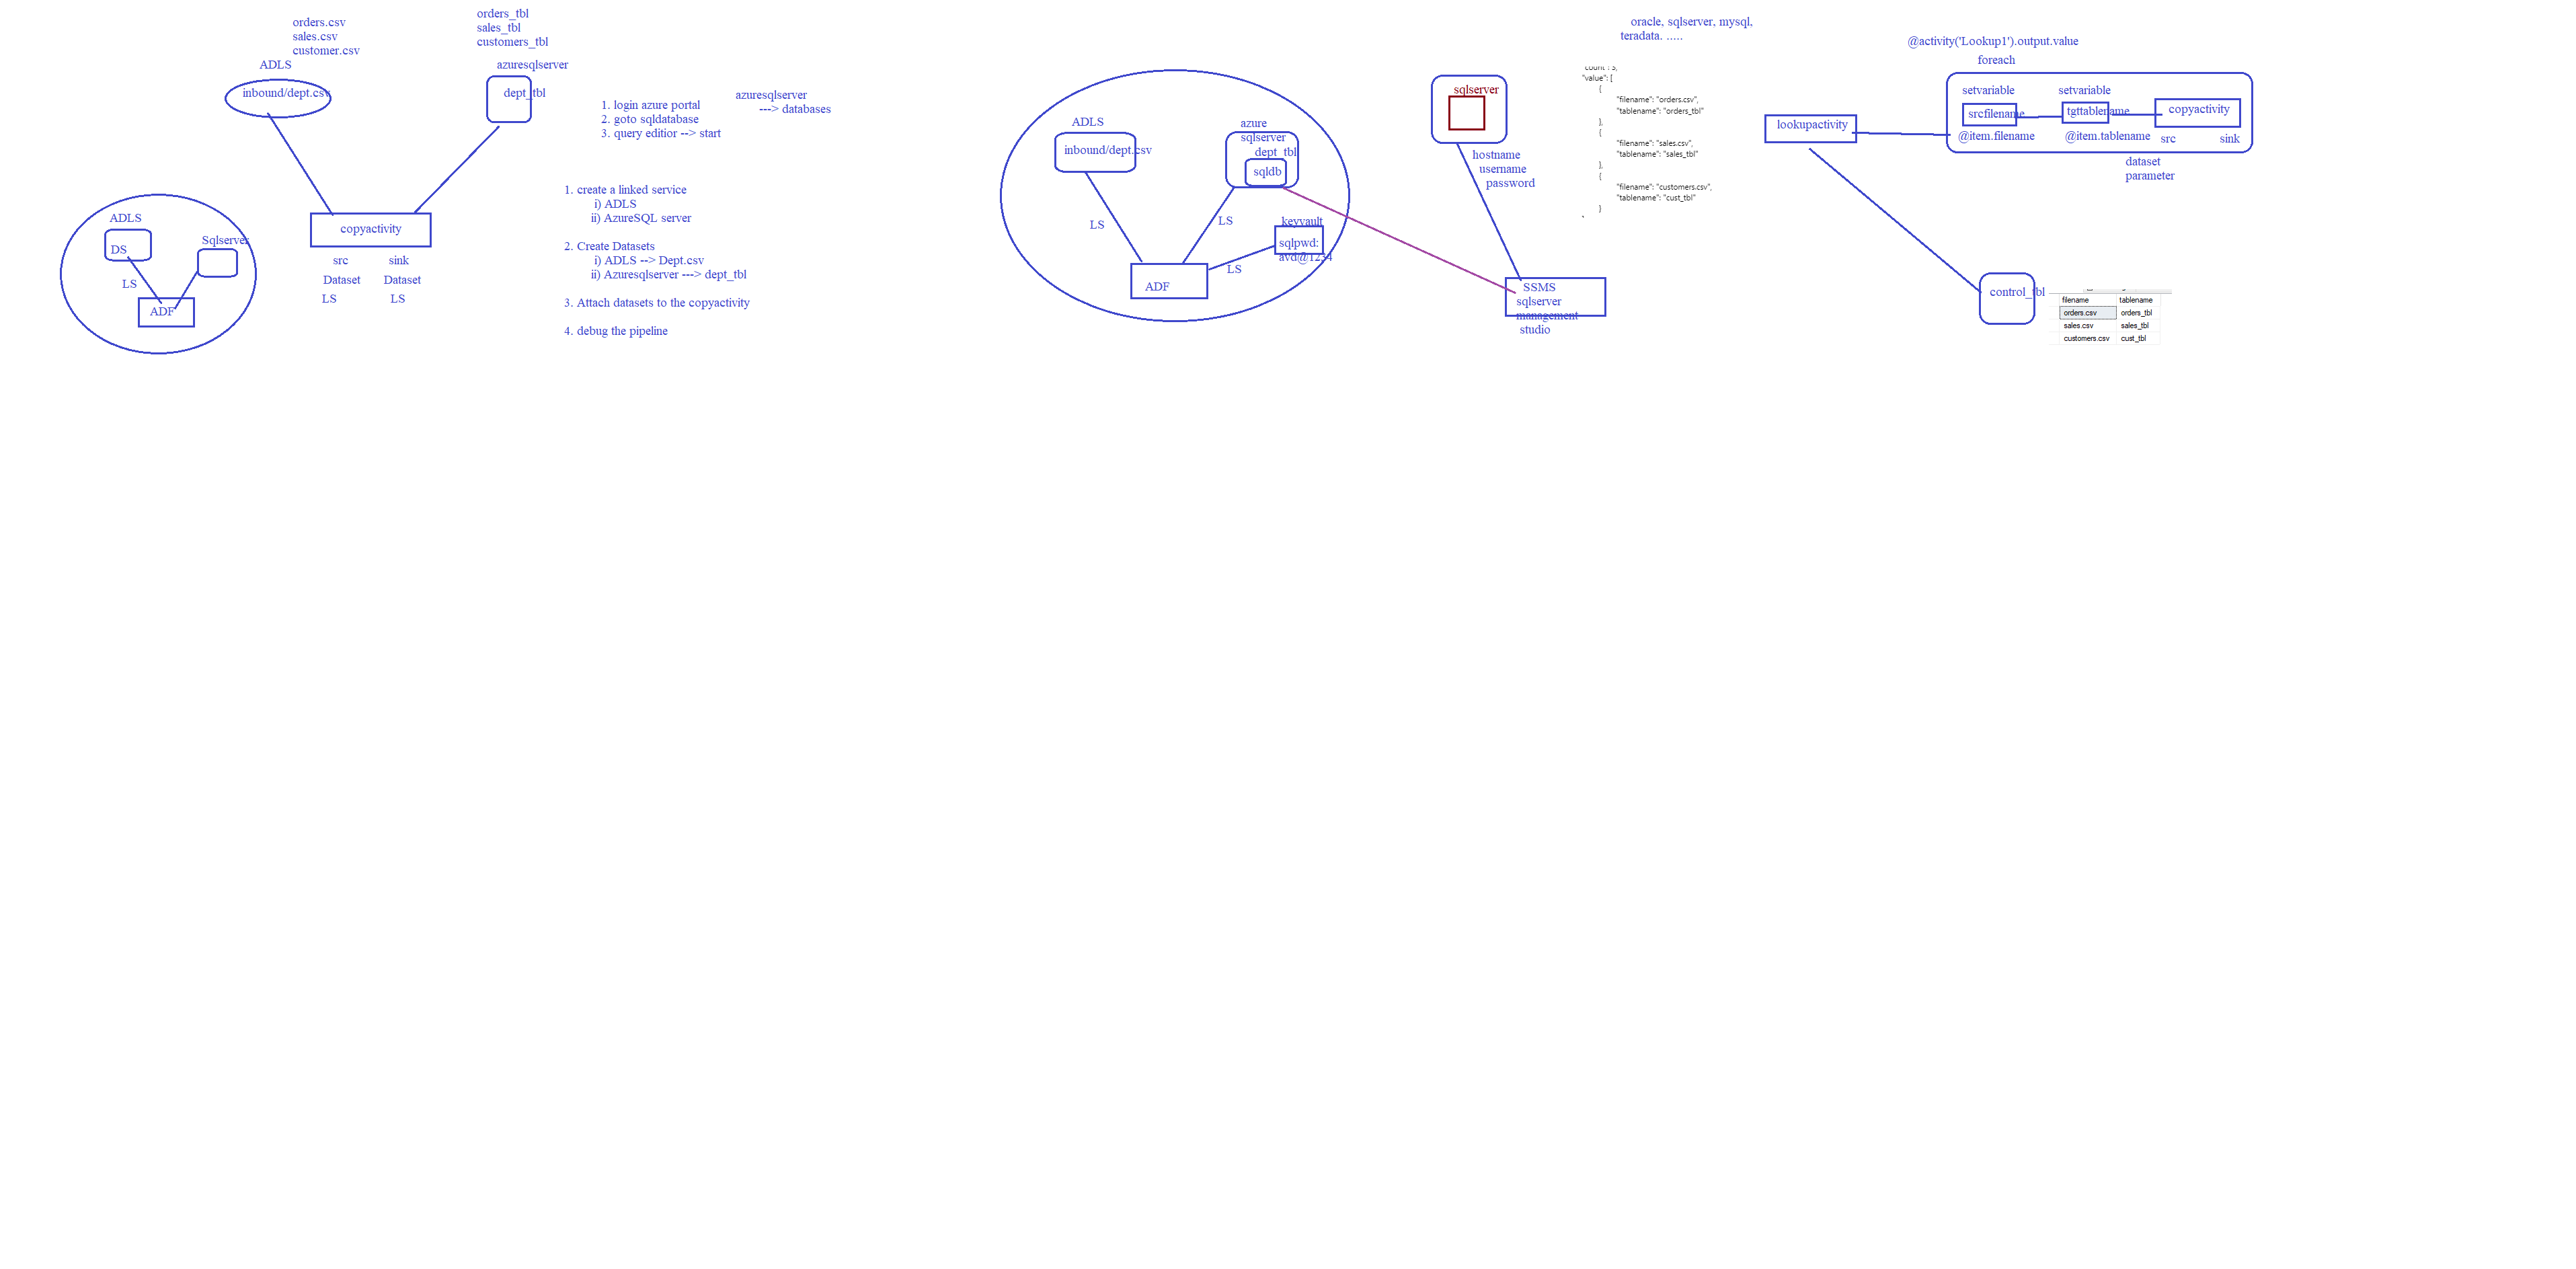 orders.csv
sales.csv
customer.csv
ADLS
inbound/dept.csv
orders_tbl
sales_tbl
customers_tbl
azuresqlserver
dept_tbl
1. login azure portal
2. goto sqldatabase
3. query editior --> start
azuresqlserver
---> databases
ADLS
DS
LS
Sqlserver
ADF
copyactivity
src sink
Dataset Dataset
LS LS
1. create a linked service
i) ADLS
ii) AzureSQL server
2. Create Datasets
i) ADLS --> Dept.csv
ii) Azuresqlserver ---> dept_tbl
3. Attach datasets to the copyactivity
4. debug the pipeline
ADLS
inbound/dept.csv
azure
sqlserver
dept_tbl
sqldb
LS
LS
keyvault
sqlpwd:
avd@1234
LS
ADF
sqlserver
hostname
username
password
SSMS
sqlserver
management
studio
oracle, sqlserver, mysql,
teradata. .....
"value": [
{
"filename": "orders.csv",
"tablename": "orders_tbl"
},
{
"filename": "sales.csv",
"tablename": "sales_tbl"
},
{
"filename": "customers.csv",
"tablename": "cust_tbl"
}
@activity('Lookup1').output.value
foreach
lookupactivity
setvariable setvariable
srcfilename tgttablename copyactivity
@item.filename @item.tablename src sink
dataset
parameter
control_tbl
filename tablename
orders.csv orders_tbl
sales.csv sales_tbl
customers.csv cust_tbl